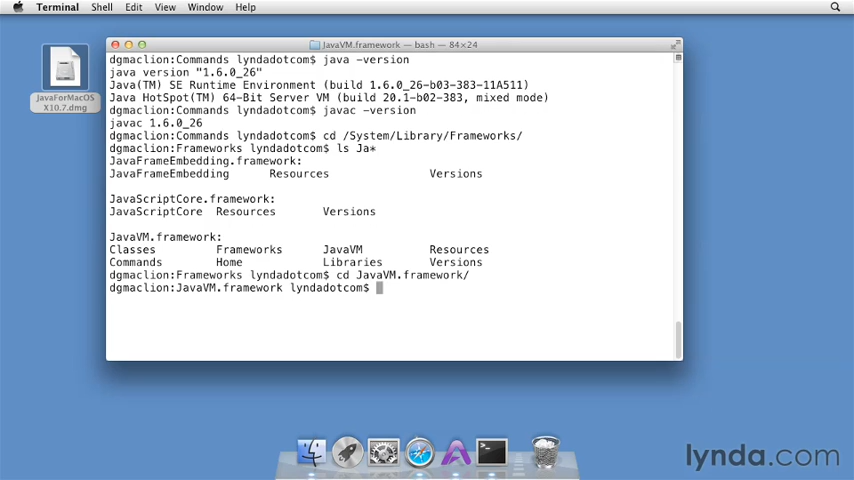 Terminal Shell Edit View Window Help
JavaVM.framework — bash — 84×24
JavaForMacOS
X10.7.dmg
dgmaclion:Commands lyndadotcom$ java -version
java version "1.6.0_26"
Java(TM) SE Runtime Environment (build 1.6.0_26-b03-383-11A511)
Java HotSpot(TM) 64-Bit Server VM (build 20.1-b02-383, mixed mode)
dgmaclion:Commands lyndadotcom$ javac -version
javac 1.6.0_26
dgmaclion:Commands lyndadotcom$ cd /System/Library/Frameworks/
dgmaclion:Frameworks lyndadotcom$ ls Ja*
JavaFrameEmbedding.framework:
JavaFrameEmbedding Resources Versions
JavaScriptCore.framework:
JavaScriptCore Resources Versions
JavaVM.framework:
Classes Frameworks JavaVM Resources
Commands Home Libraries Versions
dgmaclion:Frameworks lyndadotcom$ cd JavaVM.framework/
dgmaclion:JavaVM.framework lyndadotcom$
lynda.com